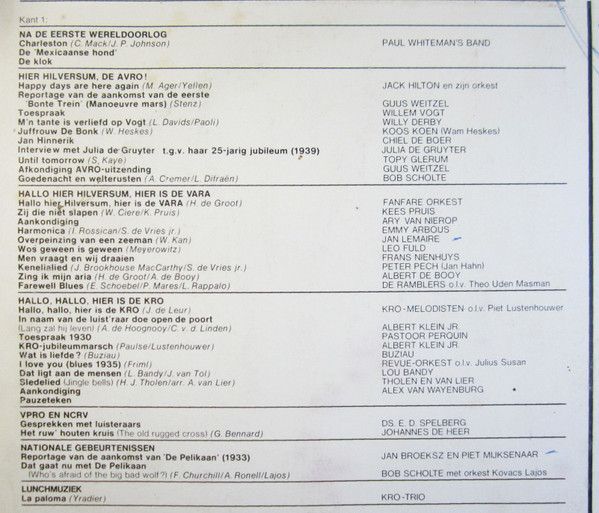 Kant 1:
NA DE EERSTE WERELDOORLOG
Charleston (C. Mack/J. P. Johnson) PAUL WHITEMAN'S BAND
De 'Mexicaanse hond'
De klok
HIER HILVERSUM, DE AVRO!
Happy days are here again (M. Ager/Yellen) JACK HILTON en zijn orkest
Reportage van de aankomst van de eerste
'Bonte Trein' (Manoeuvre mars) (Stenz) GUUS WEITZEL
Toespraak WILLEM VOGT
M'n tante is verliefd op Vogt (L. Davids/Paoli) WILLY DERBY
Juffrouw De Bonk (W. Heskes) KOOS KOEN (Wam Heskes)
Jan Hinnerik CHIEL DE BOER
Interview met Julia de Gruyter t.g.v. haar 25-jarig jubileum (1939) JULIA DE GRUYTER
Until tomorrow (S, Kaye) TOPY GLERUM
Afkondiging AVRO-uitzending GUUS WEITZEL
Goedenacht en welterusten (A. Cremer/L. Difraèn) BOB SCHOLTE
HALLO HIER HILVERSUM, HIER IS DE VARA
Hallo hier Hilversum, hier is de VARA (H. de Groot) FANFARE ORKEST
Zij die niet slapen (W. Ciere/K. Pruis) KEES PRUIS
Aankondiging ARY VAN NIEROP
Harmonica (I. Rossican/S. de Vries jr.) EMMY ARBOUS
Overpeinzing van een zeeman (W. Kan) JAN LEMAIRE
Wos geween is geween (Meyerowitz) LEO FULD
Men vraagt en wij draaien FRANS NIENHUYS
Kenelinlied (J. Brookhouse MacCarthy/S. de Vries jr.) PETER PECH (Jan Hahn)
Zing ik mijn aria (H. de Groot/A. de Booy) ALBERT DE BOOY
Farewell Blues (E. Schoebel/P. Mares/L. Rappalo) DE RAMBLERS o.l.v. Theo Uden Masman
HALLO, HALLO, HIER IS DE KRO
Hallo, hallo, hier is de KRO (J. de Leur) KRO-MELODISTEN o.l.v. Piet Lustenhouwer
In naam van de luist'raar doe open de poort
(Lang zal hij leven!) (A. de Hoognooy/C. v. d. Linden) ALBERT KLEIN JR.
Toespraak 1930 PASTOOR PERQUIN
KRO-jubileummarsch (Paulse/Lustenhouwer) ALBERT KLEIN JR.
Wat is liefde? (Buziau) BUZIAU
I love you (blues 1935) (Friml) REVUE-ORKEST o.l.v. Julius Susan
Dat ligt aan de mensen (L. Bandy/J. van Tol) LOU BANDY
Sledelied (Jingle bells) (H. J. Tholen/arr. A. van Lier) THOLEN EN VAN LIER
Aankondiging ALEX VAN WAYENBURG
Pauzeteken
VPRO EN NCRV
Gesprekken met luisteraars DS. E. D. SPELBERG
Het ruw' houten kruis (The old rugged cross) (G. Bennard) JOHANNES DE HEER
NATIONALE GEBEURTENISSEN
Reportage van de aankomst van 'De Pelikaan' (1933) JAN BROEKSZ EN PIET MIJKSENAAR
Dat gaat nu met De Pelikaan
(Who's afraid of the big bad wolf?) (F. Churchill/A. Ronell/Lajos) BOB SCHOLTE met orkest Kovacs Lajos
LUNCHMUZIEK
La paloma (Yradier) KRO-TRIO